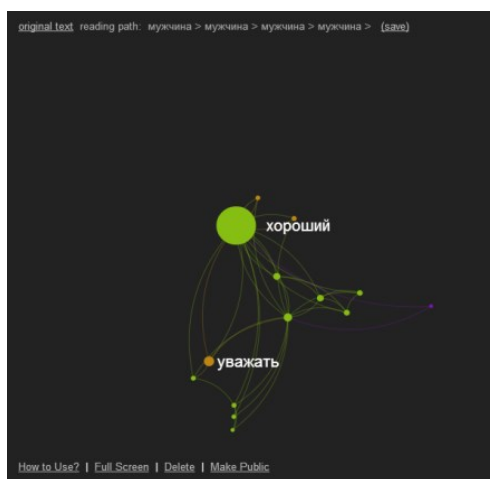 original text reading path: мужчина > мужчина > мужчина > мужчина > (save)
хороший
уважать
How to Use? | Full Screen | Delete | Make Public